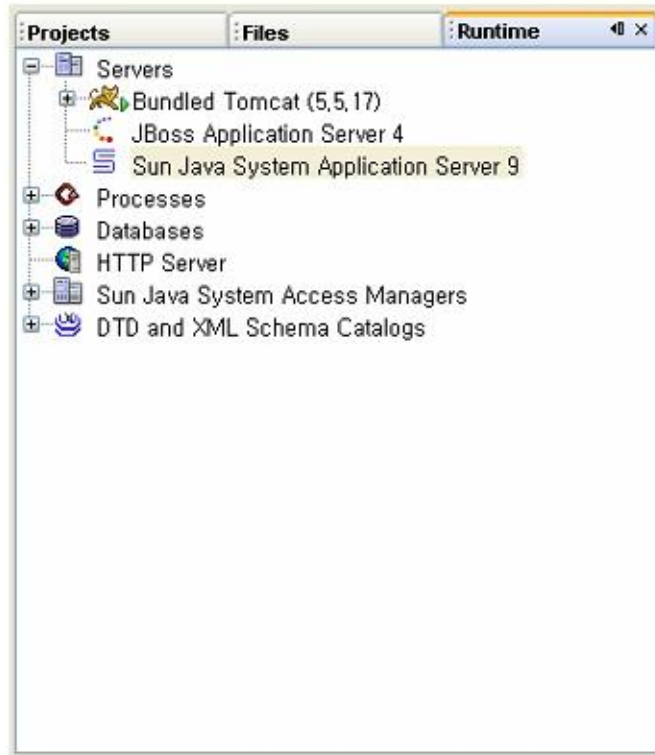 Projects Files Runtime
Servers
Bundled Tomcat (5,5,17)
JBoss Application Server 4
Sun Java System Application Server 9
Processes
Databases
HTTP Server
Sun Java System Access Managers
DTD and XML Schema Catalogs